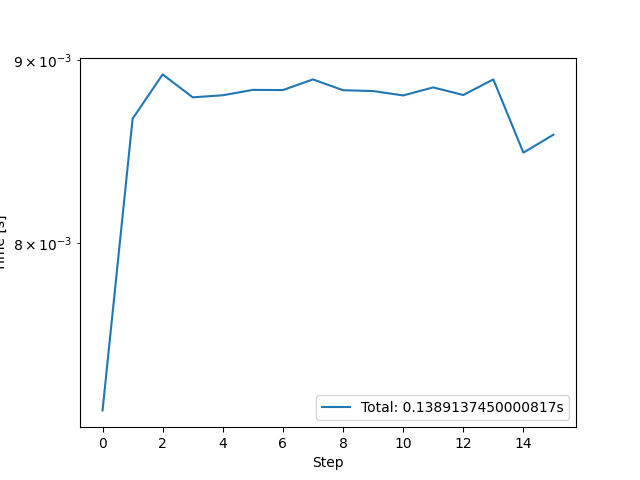 9 × 10⁻³
8 × 10⁻³
Time [s]
Total: 0.1389137450000817s
0 2 4 6 8 10 12 14
Step